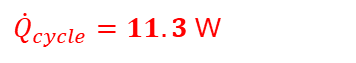 Q̇cycle = 11.3 W